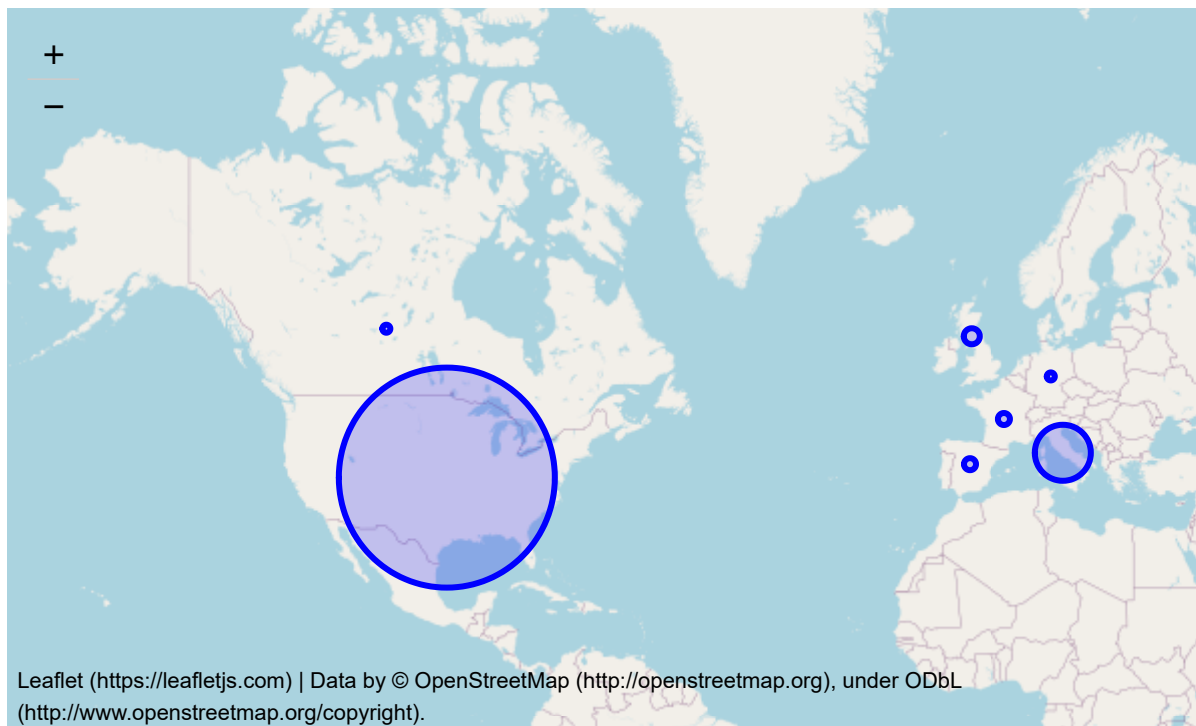 +
−
Leaflet (https://leafletjs.com) | Data by © OpenStreetMap (http://openstreetmap.org), under ODbL
(http://www.openstreetmap.org/copyright).